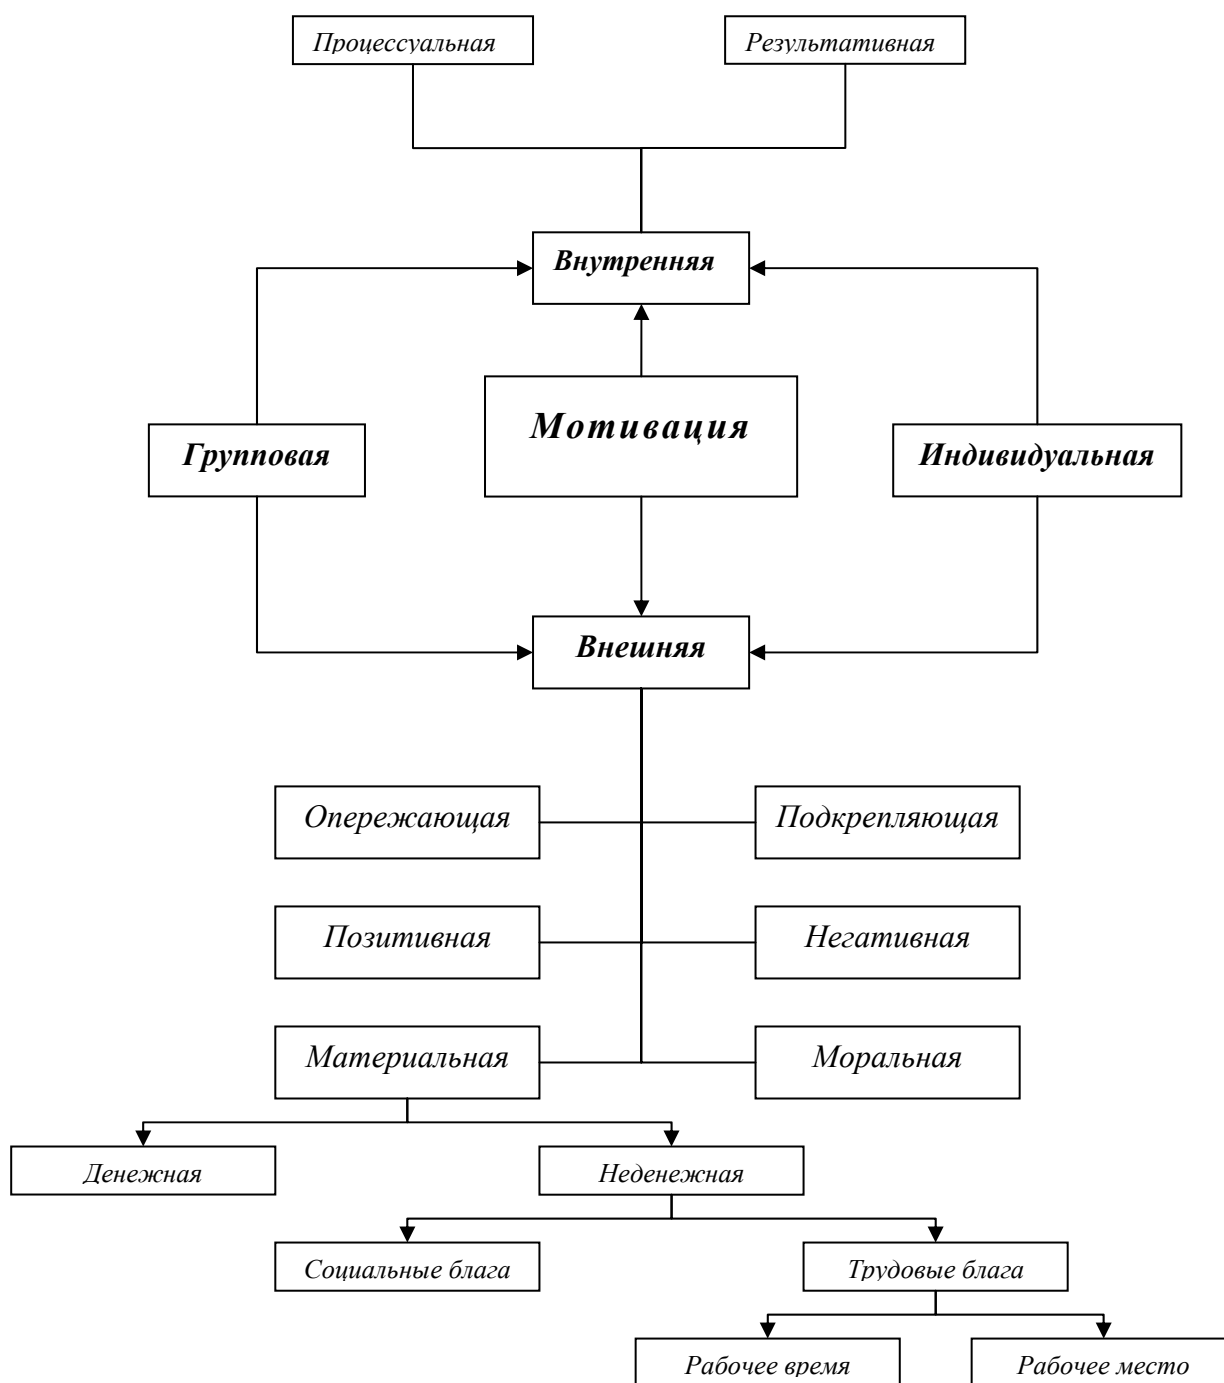 Процессуальная
Результативная
Внутренняя
Мотивация
Групповая
Индивидуальная
Внешняя
Опережающая
Подкрепляющая
Позитивная
Негативная
Материальная
Моральная
Денежная
Неденежная
Социальные блага
Трудовые блага
Рабочее время
Рабочее место